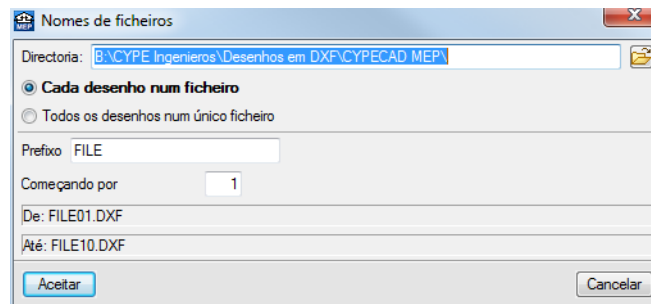 MEP Nomes de ficheiros
Directoria: B:\CYPE Ingenieros\Desenhos em DXF\CYPECAD MEP\
Cada desenho num ficheiro
Todos os desenhos num único ficheiro
Prefixo FILE
Começando por 1
De: FILE01.DXF
Até: FILE10.DXF
Aceitar Cancelar